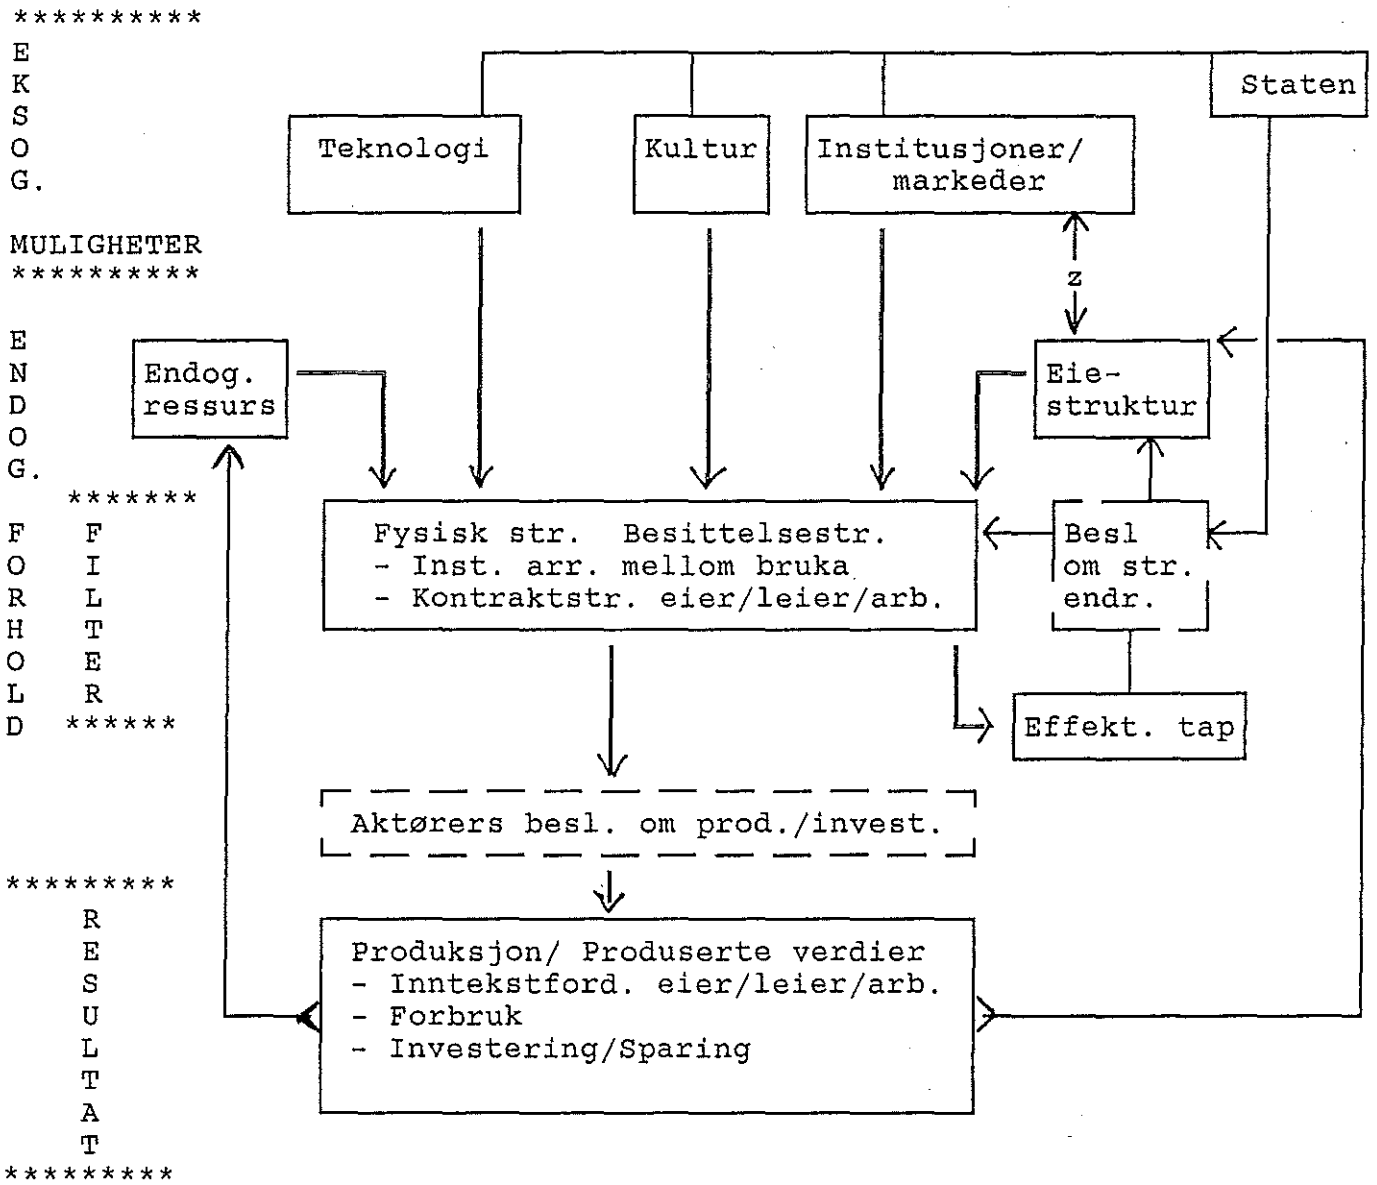 **********
E
K
S
O
G.
MULIGHETER
**********
Staten
Teknologi
Kultur
Institusjoner/
markeder
z
E
N
D
O
G.
F
O
R
H
O
L
D
*******
F
I
L
T
E
R
******
Endog.
ressurs
Eie-
struktur
Fysisk str. Besittelsestr.
- Inst. arr. mellom bruka
- Kontraktstr. eier/leier/arb.
Besl
om str.
endr.
Effekt. tap
Aktørers besl. om prod./invest.
*********
R
E
S
U
L
T
A
T
*********
Produksjon/ Produserte verdier
- Inntekstford. eier/leier/arb.
- Forbruk
- Investering/Sparing